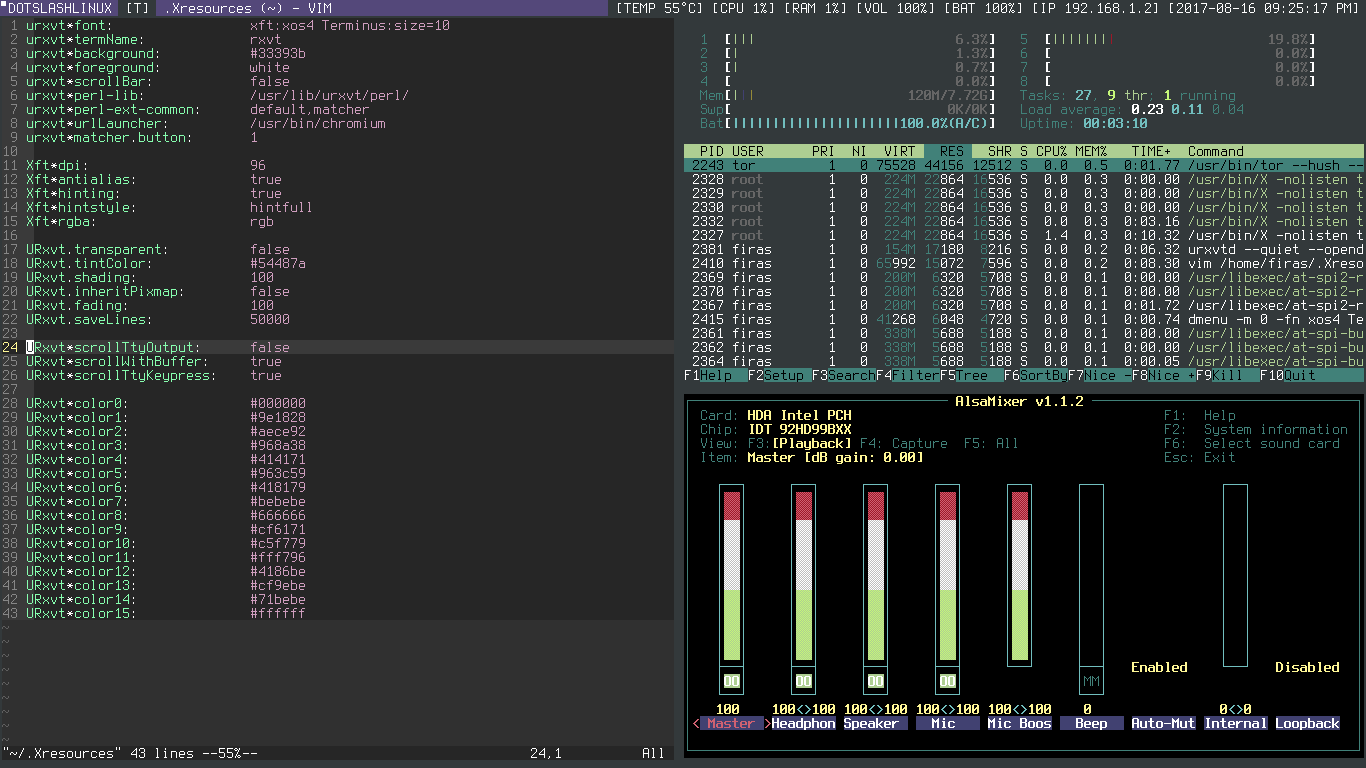 DOTSLASHLINUX [T] .Xresources (~) - VIM [TEMP 55°C] [CPU 1%] [RAM 1%] [VOL 100%] [BAT 100%] [IP 192.168.1.2] [2017-08-16 09:25:17 PM]
1 urxvt*font: xft:xos4 Terminus:size=10
2 urxvt*termName: rxvt
3 urxvt*background: #33393b
4 urxvt*foreground: white
5 urxvt*scrollBar: false
6 urxvt*perl-lib: /usr/lib/urxvt/perl/
7 urxvt*perl-ext-common: default,matcher
8 urxvt*urlLauncher: /usr/bin/chromium
9 urxvt*matcher.button: 1
10
11 Xft*dpi: 96
12 Xft*antialias: true
13 Xft*hinting: true
14 Xft*hintstyle: hintfull
15 Xft*rgba: rgb
16
17 URxvt.transparent: false
18 URxvt.tintColor: #54487a
19 URxvt.shading: 100
20 URxvt.inheritPixmap: false
21 URxvt.fading: 100
22 URxvt.saveLines: 50000
23
24 URxvt*scrollTtyOutput: false
25 URxvt*scrollWithBuffer: true
26 URxvt*scrollTtyKeypress: true
27
28 URxvt*color0: #000000
29 URxvt*color1: #9e1828
30 URxvt*color2: #aece92
31 URxvt*color3: #968a38
32 URxvt*color4: #414171
33 URxvt*color5: #963c59
34 URxvt*color6: #418179
35 URxvt*color7: #bebebe
36 URxvt*color8: #666666
37 URxvt*color9: #cf6171
38 URxvt*color10: #c5f779
39 URxvt*color11: #fff796
40 URxvt*color12: #4186be
41 URxvt*color13: #cf9ebe
42 URxvt*color14: #71bebe
43 URxvt*color15: #ffffff
~
~
~
~
~
~
~
~
~
"~/.Xresources" 43 lines --55%-- 24,1 All
1 [||| 6.3%] 5 [||||||| 19.8%]
2 [| 1.3%] 6 [ 0.0%]
3 [| 0.7%] 7 [ 0.0%]
4 [ 0.0%] 8 [ 0.0%]
Mem[||| 120M/7.72G] Tasks: 27, 9 thr; 1 running
Swp[ 0K/0K] Load average: 0.23 0.11 0.04
Bat[|||||||||||||||||||||100.0%(A/C)] Uptime: 00:03:10
PID USER PRI NI VIRT RES SHR S CPU% MEM% TIME+ Command
2243 tor 1 0 75528 44156 12512 S 0.0 0.5 0:01.77 /usr/bin/tor --hush --
2328 root 1 0 224M 22864 16536 S 0.0 0.3 0:00.00 /usr/bin/X -nolisten t
2329 root 1 0 224M 22864 16536 S 0.0 0.3 0:00.00 /usr/bin/X -nolisten t
2330 root 1 0 224M 22864 16536 S 0.0 0.3 0:00.00 /usr/bin/X -nolisten t
2332 root 1 0 224M 22864 16536 S 0.0 0.3 0:03.16 /usr/bin/X -nolisten t
2327 root 1 0 224M 22864 16536 S 1.4 0.3 0:10.32 /usr/bin/X -nolisten t
2381 firas 1 0 154M 17180 8216 S 0.0 0.2 0:06.32 urxvtd --quiet --opend
2410 firas 1 0 65992 15072 7596 S 0.0 0.2 0:08.30 vim /home/firas/.Xreso
2369 firas 1 0 200M 6320 5708 S 0.0 0.1 0:00.00 /usr/libexec/at-spi2-r
2370 firas 1 0 200M 6320 5708 S 0.0 0.1 0:00.00 /usr/libexec/at-spi2-r
2367 firas 1 0 200M 6320 5708 S 0.0 0.1 0:01.72 /usr/libexec/at-spi2-r
2415 firas 1 0 41268 6048 4720 S 0.0 0.1 0:00.74 dmenu -m 0 -fn xos4 Te
2361 firas 1 0 338M 5688 5188 S 0.0 0.1 0:00.00 /usr/libexec/at-spi-bu
2362 firas 1 0 338M 5688 5188 S 0.0 0.1 0:00.00 /usr/libexec/at-spi-bu
2364 firas 1 0 338M 5688 5188 S 0.0 0.1 0:00.05 /usr/libexec/at-spi-bu
F1Help F2Setup F3SearchF4FilterF5Tree F6SortByF7Nice -F8Nice +F9Kill F10Quit
AlsaMixer v1.1.2
Card: HDA Intel PCH F1: Help
Chip: IDT 92HD99BXX F2: System information
View: F3:[Playback] F4: Capture F5: All F6: Select sound card
Item: Master [dB gain: 0.00] Esc: Exit
Enabled Disabled
OO OO OO OO MM
100 100<>100 100<>100 100<>100 100<>100 0 0<>0
< Master >Headphon Speaker Mic Mic Boos Beep Auto-Mut Internal Loopback